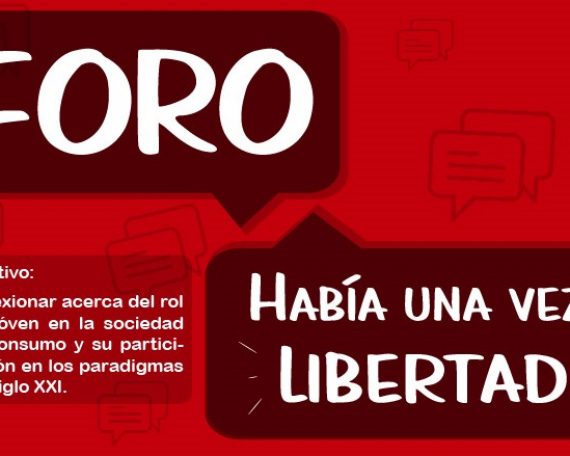 FORO
tivo:
exionar acerca del rol
óven en la sociedad
onsumo y su partici-
ón en los paradigmas
iglo XXI.
HABÍA UNA VEZ
LIBERTAD